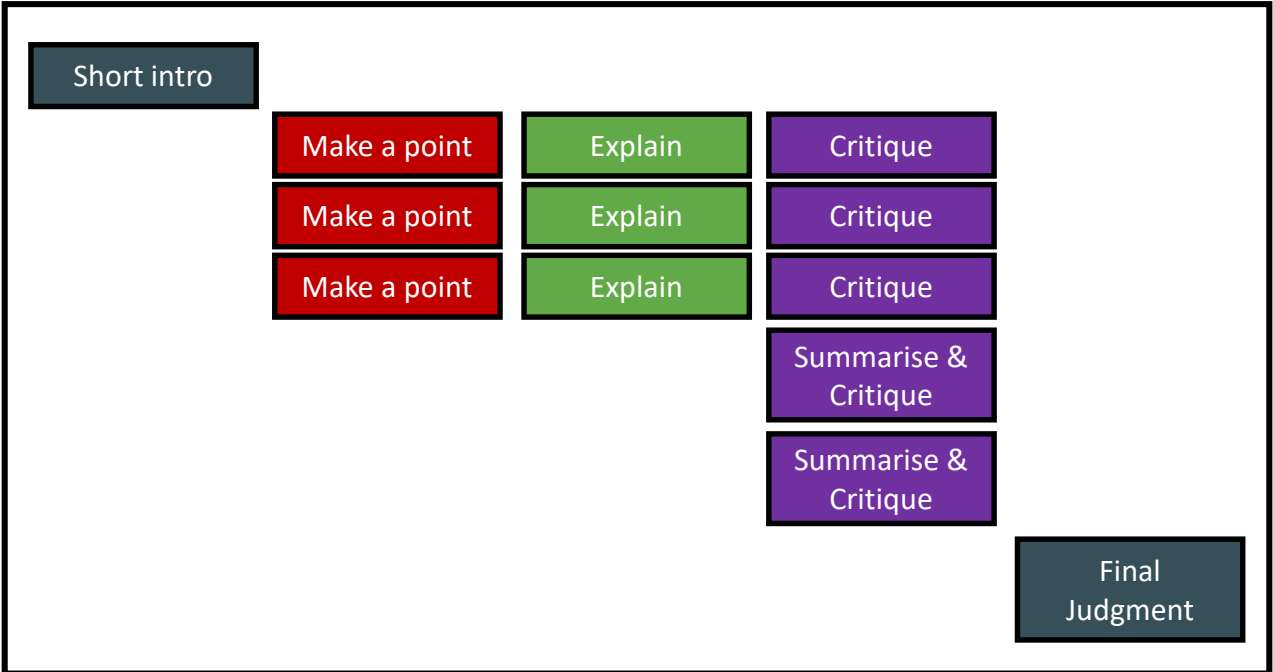 Short intro
Make a point
Explain
Critique
Make a point
Explain
Critique
Make a point
Explain
Critique
Summarise &
Critique
Summarise &
Critique
Final
Judgment